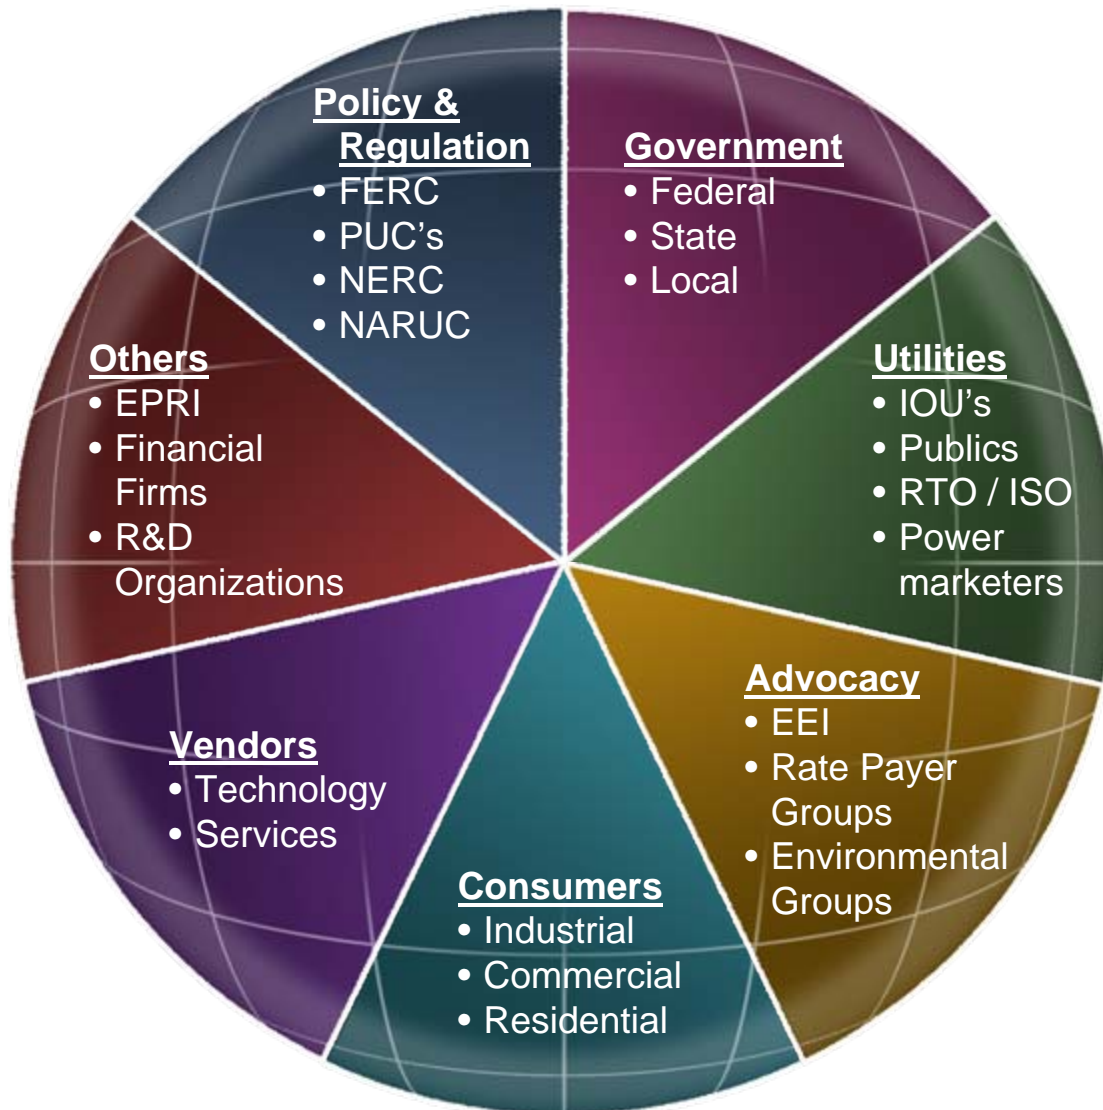 Policy &
Regulation
• FERC
• PUC's
• NERC
• NARUC
Government
• Federal
• State
• Local
Utilities
• IOU's
• Publics
• RTO / ISO
• Power
marketers
Advocacy
• EEI
• Rate Payer
Groups
• Environmental
Groups
Consumers
• Industrial
• Commercial
• Residential
Vendors
• Technology
• Services
Others
• EPRI
• Financial
Firms
• R&D
Organizations